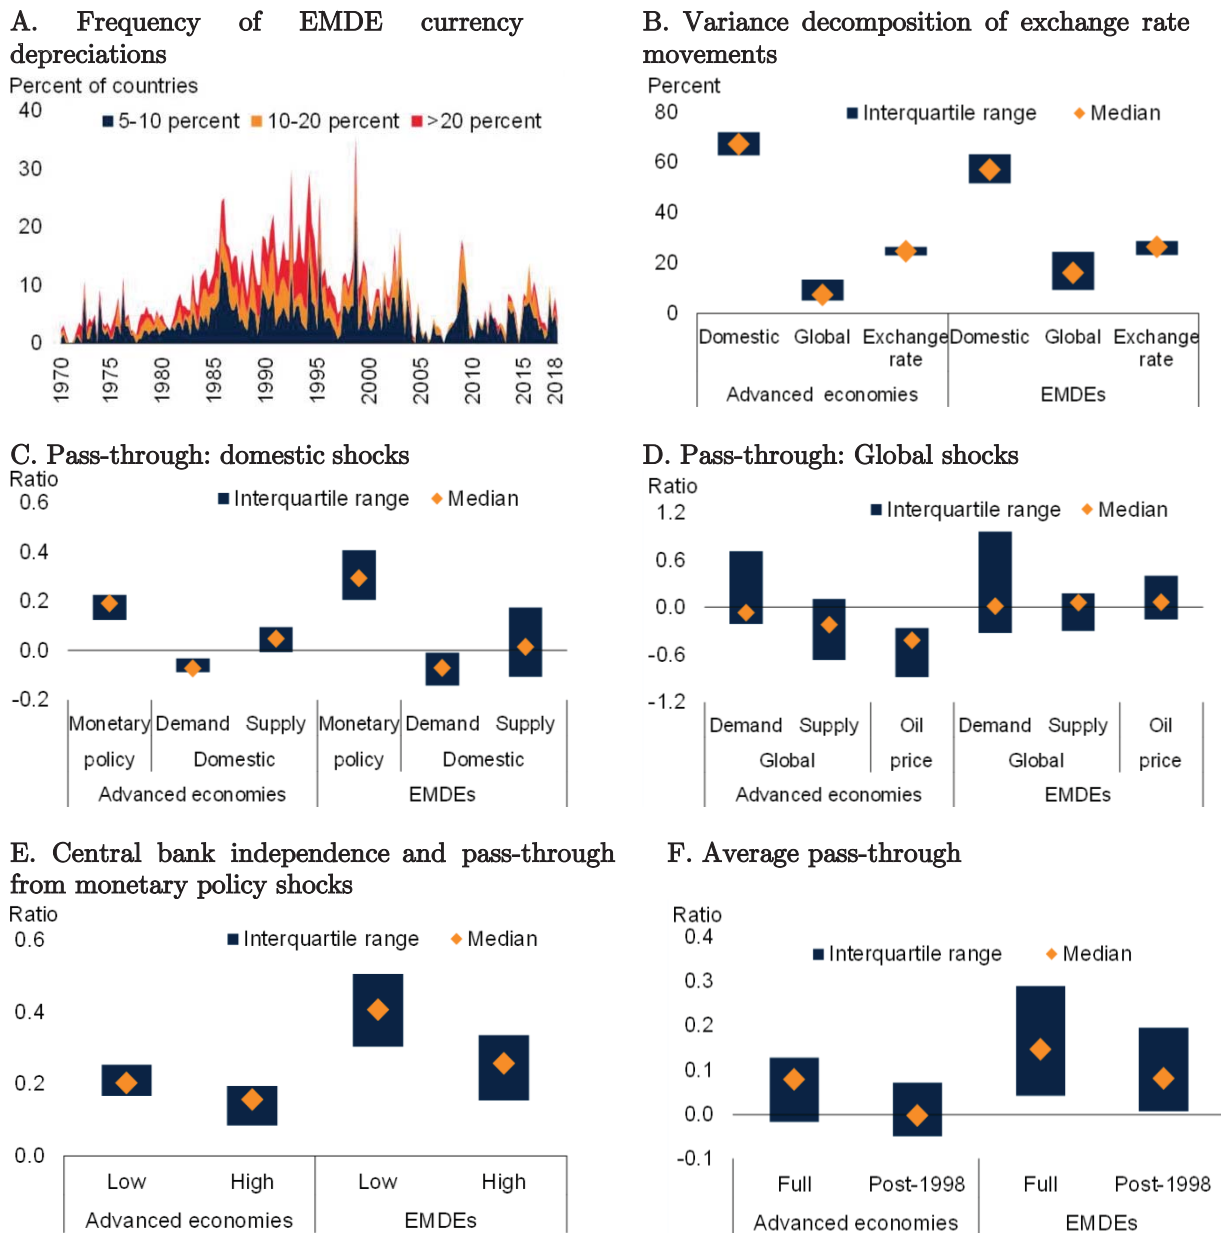 A. Frequency of EMDE currency
depreciations
Percent of countries
40
5-10 percent 10-20 percent >20 percent
30
20
10
0
1970 1975 1980 1985 1990 1995 2000 2005 2010 2015 2018
B. Variance decomposition of exchange rate
movements
Percent
80
Interquartile range Median
60
40
20
0
Domestic Global Exchange Domestic Global Exchange
rate rate
Advanced economies EMDEs
C. Pass-through: domestic shocks
Ratio
0.6
Interquartile range Median
0.4
0.2
0.0
-0.2
Monetary Demand Supply Monetary Demand Supply
policy Domestic policy Domestic
Advanced economies EMDEs
D. Pass-through: Global shocks
Ratio
1.2
Interquartile range Median
0.6
0.0
-0.6
-1.2
Demand Supply Oil Demand Supply Oil
Global price Global price
Advanced economies EMDEs
E. Central bank independence and pass-through
from monetary policy shocks
Ratio
0.6
Interquartile range Median
0.4
0.2
0.0
Low High Low High
Advanced economies EMDEs
F. Average pass-through
Ratio
0.4
Interquartile range Median
0.3
0.2
0.1
0.0
-0.1
Full Post-1998 Full Post-1998
Advanced economies EMDEs